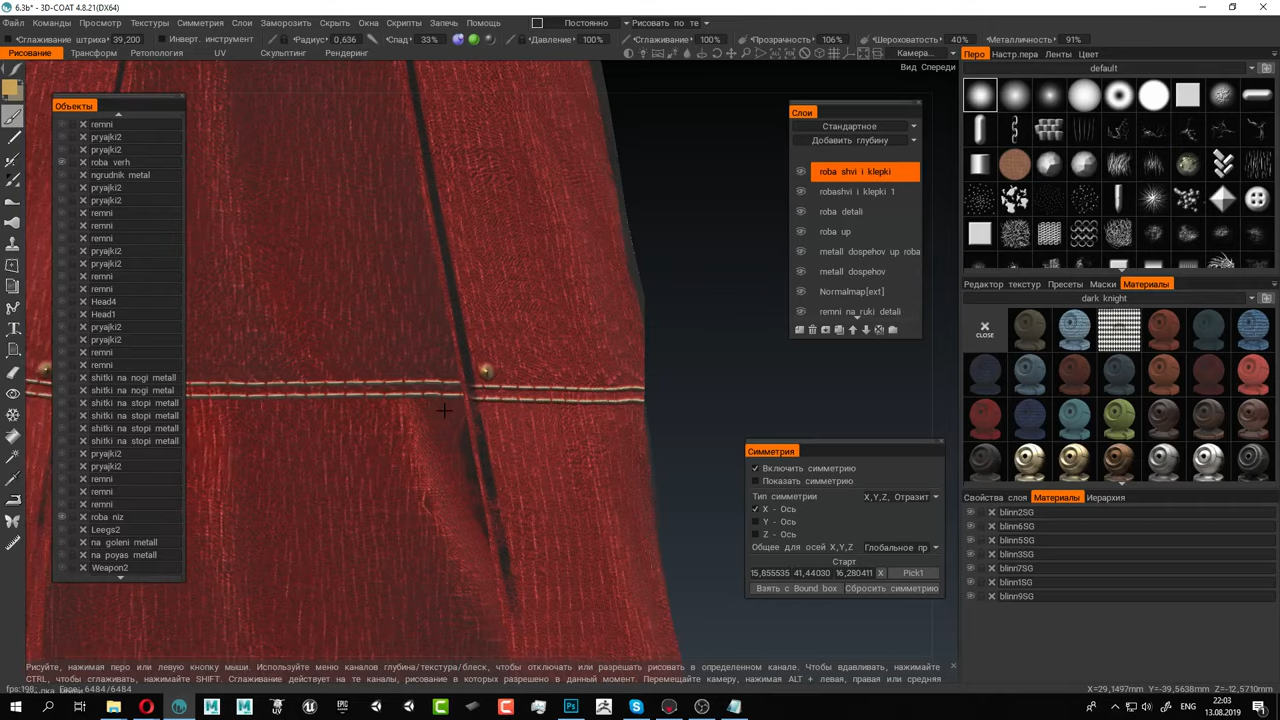 6.3b* - 3D-COAT 4.8.21(DX64)
Файл Команды Просмотр Текстуры Симметрия Слои Заморозить Скрыть Окна Скрипты Запечь Помощь Постоянно Рисовать по те
Сглаживание штриха 39,200 Инверт.инструмент Радиус 0,636 Спад 33% Давление 100% Сглаживание 100% Прозрачность 106% Шероховатость 40% Металличность 91%
Рисование Трансформ Ретопология UV Скульптинг Рендеринг Камера... Перо Настр.пера Ленты Цвет
Вид Спереди default
Объекты
remni
pryajki2
pryajki2
roba verh
ngrudnik metal
pryajki2
pryajki2
remni
remni
remni
pryajki2
pryajki2
remni
remni
Head4
Head1
pryajki2
pryajki2
remni
remni
shitki na nogi metall
shitki na nogi metal
shitki na stopi metall
shitki na stopi metall
shitki na stopi metall
shitki na stopi metall
pryajki2
pryajki2
remni
remni
remni
roba niz
Leegs2
na goleni metall
na poyas metall
Weapon2
Слои
Стандартное
Добавить глубину
roba shvi i klepki
robashvi i klepki 1
roba detali
roba up
metall dospehov up roba
metall dospehov
Normalmap[ext]
remni na_ruki detali
Симметрия
Включить симметрию
Показать симметрию
Тип симметрии X,Y,Z, Отразит
X - Ось
Y - Ось
Z - Ось
Общее для осей X,Y,Z Глобальное пр
Старт
15,855535 41,44030 16,280411 X Pick1
Взять с Bound box Сбросить симметрию
Редактор текстур Пресеты Маски Материалы
dark knight
CLOSE
Свойства слоя Материалы Иерархия
blinn2SG
blinn6SG
blinn5SG
blinn3SG
blinn7SG
blinn1SG
blinn9SG
Рисуйте, нажимая перо или левую кнопку мыши. Используйте меню каналов глубина/текстура/блеск, чтобы отключать или разрешать рисовать в определенном канале. Чтобы вдавливать, нажимайте
CTRL, чтобы сглаживать, нажимайте SHIFT. Сглаживание действует на те каналы, рисование в которых разрешено в данный момент. Перемещайте камеру, нажимая ALT + левая, правая или средняя
fps:198 6484/6484 X=29,1497mm Y=-39,5638mm Z=-12,5710mm
UV EPIC Ps S ENG 22:03
13.08.2019